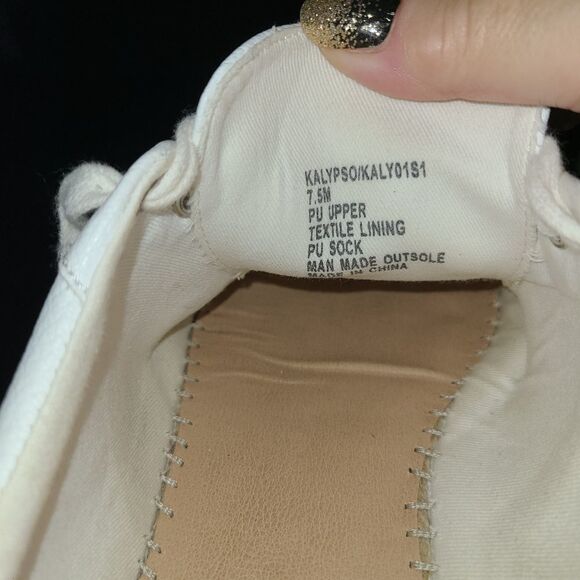 KALYPSO/KALY01S1
7.5M
PU UPPER
TEXTILE LINING
PU SOCK
MAN MADE OUTSOLE
MADE IN CHINA